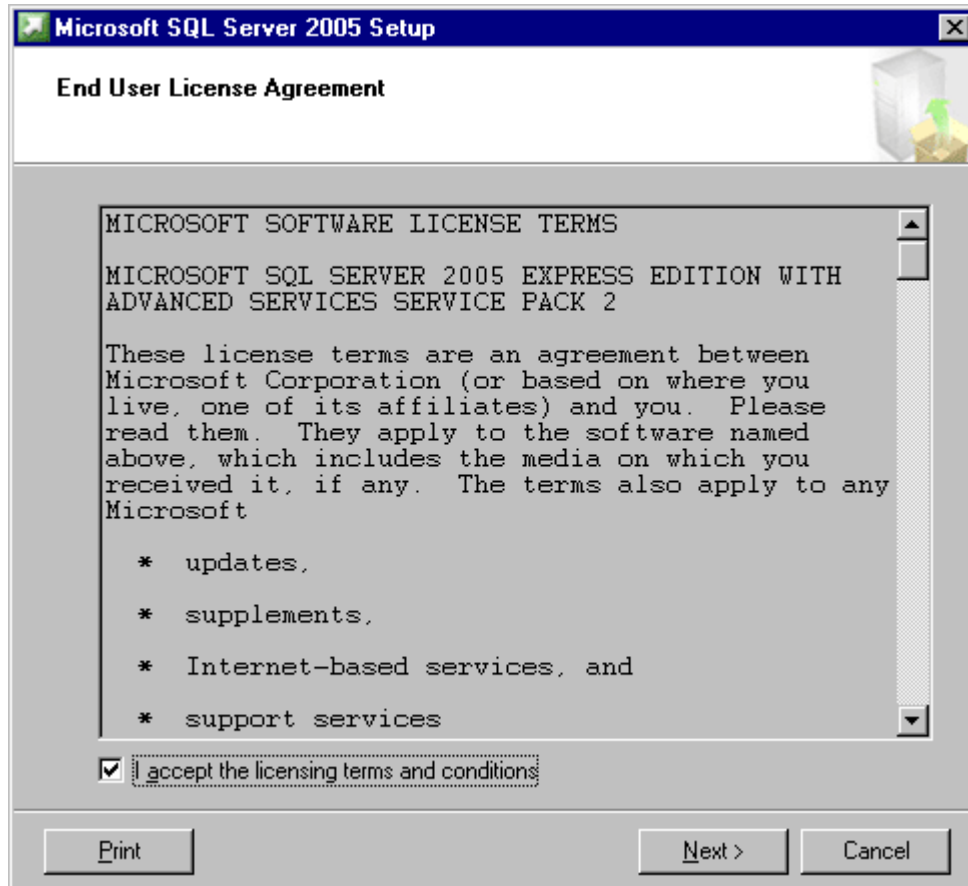 Microsoft SQL Server 2005 Setup
End User License Agreement
MICROSOFT SOFTWARE LICENSE TERMS
MICROSOFT SQL SERVER 2005 EXPRESS EDITION WITH
ADVANCED SERVICES SERVICE PACK 2
These license terms are an agreement between
Microsoft Corporation (or based on where you
live, one of its affiliates) and you.  Please
read them.  They apply to the software named
above, which includes the media on which you
received it, if any.  The terms also apply to any
Microsoft
* updates,
* supplements,
* Internet-based services, and
* support services
I accept the licensing terms and conditions
Print
Next >
Cancel